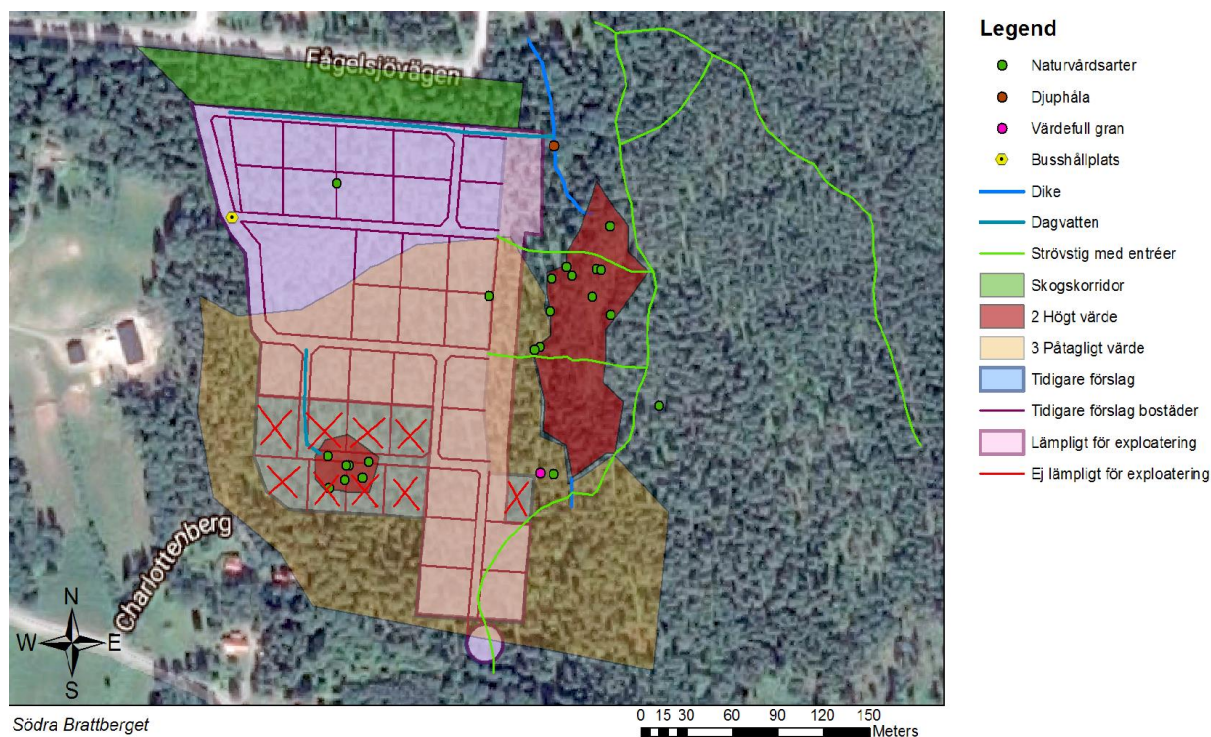 Fågelsjövägen
charlottenberg
N
W E
S
Södra Brattberget
0 15 30 60 90 120 150
Meters
Legend
Naturvårdsarter
Djuphåla
Värdefull gran
Busshållplats
Dike
Dagvatten
Strövstig med entréer
Skogskorridor
2 Högt värde
3 Påtagligt värde
Tidigare förslag
Tidigare förslag bostäder
Lämpligt för exploatering
Ej lämpligt för exploatering